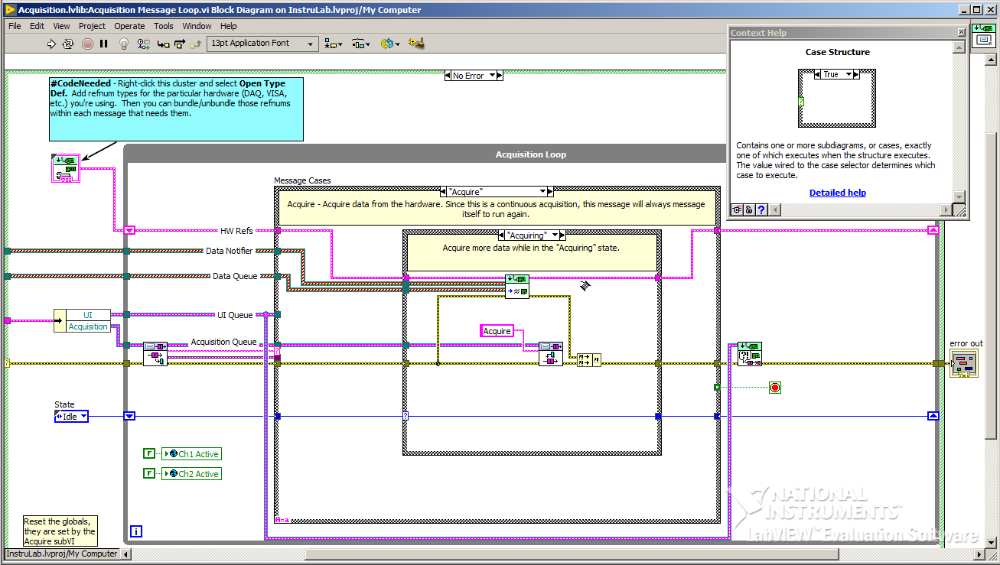 Acquisition.lvlib:Acquisition Message Loop.vi Block Diagram on InstruLab.lvproj/My Computer
File Edit View Project Operate Tools Window Help
13pt Application Font
Context Help
Case Structure
True
?
Contains one or more subdiagrams, or cases, exactly
one of which executes when the structure executes.
The value wired to the case selector determines which
case to execute.
Detailed help
?
No Error
#CodeNeeded - Right-click this cluster and select Open Type
Def. Add refnum types for the particular hardware (DAQ, VISA,
etc.) you're using. Then you can bundle/unbundle those refnums
within each message that needs them.
Acquisition Loop
Message Cases
"Acquire"
Acquire - Acquire data from the hardware. Since this is a continuous acquisition, this message will always message
itself to run again.
HW Refs
"Acquiring"
Acquire more data while in the "Acquiring" state.
Data Notifier
Data Queue
UI
Acquisition
UI Queue
Acquisition Queue
Acquire
error out
State
Idle
F
Ch1 Active
F
Ch2 Active
A=a
i
Reset the globals,
they are set by the
Acquire subVI
NATIONAL
INSTRUMENTS™
LabVIEW™ Evaluation Software
InstruLab.lvproj/My Computer